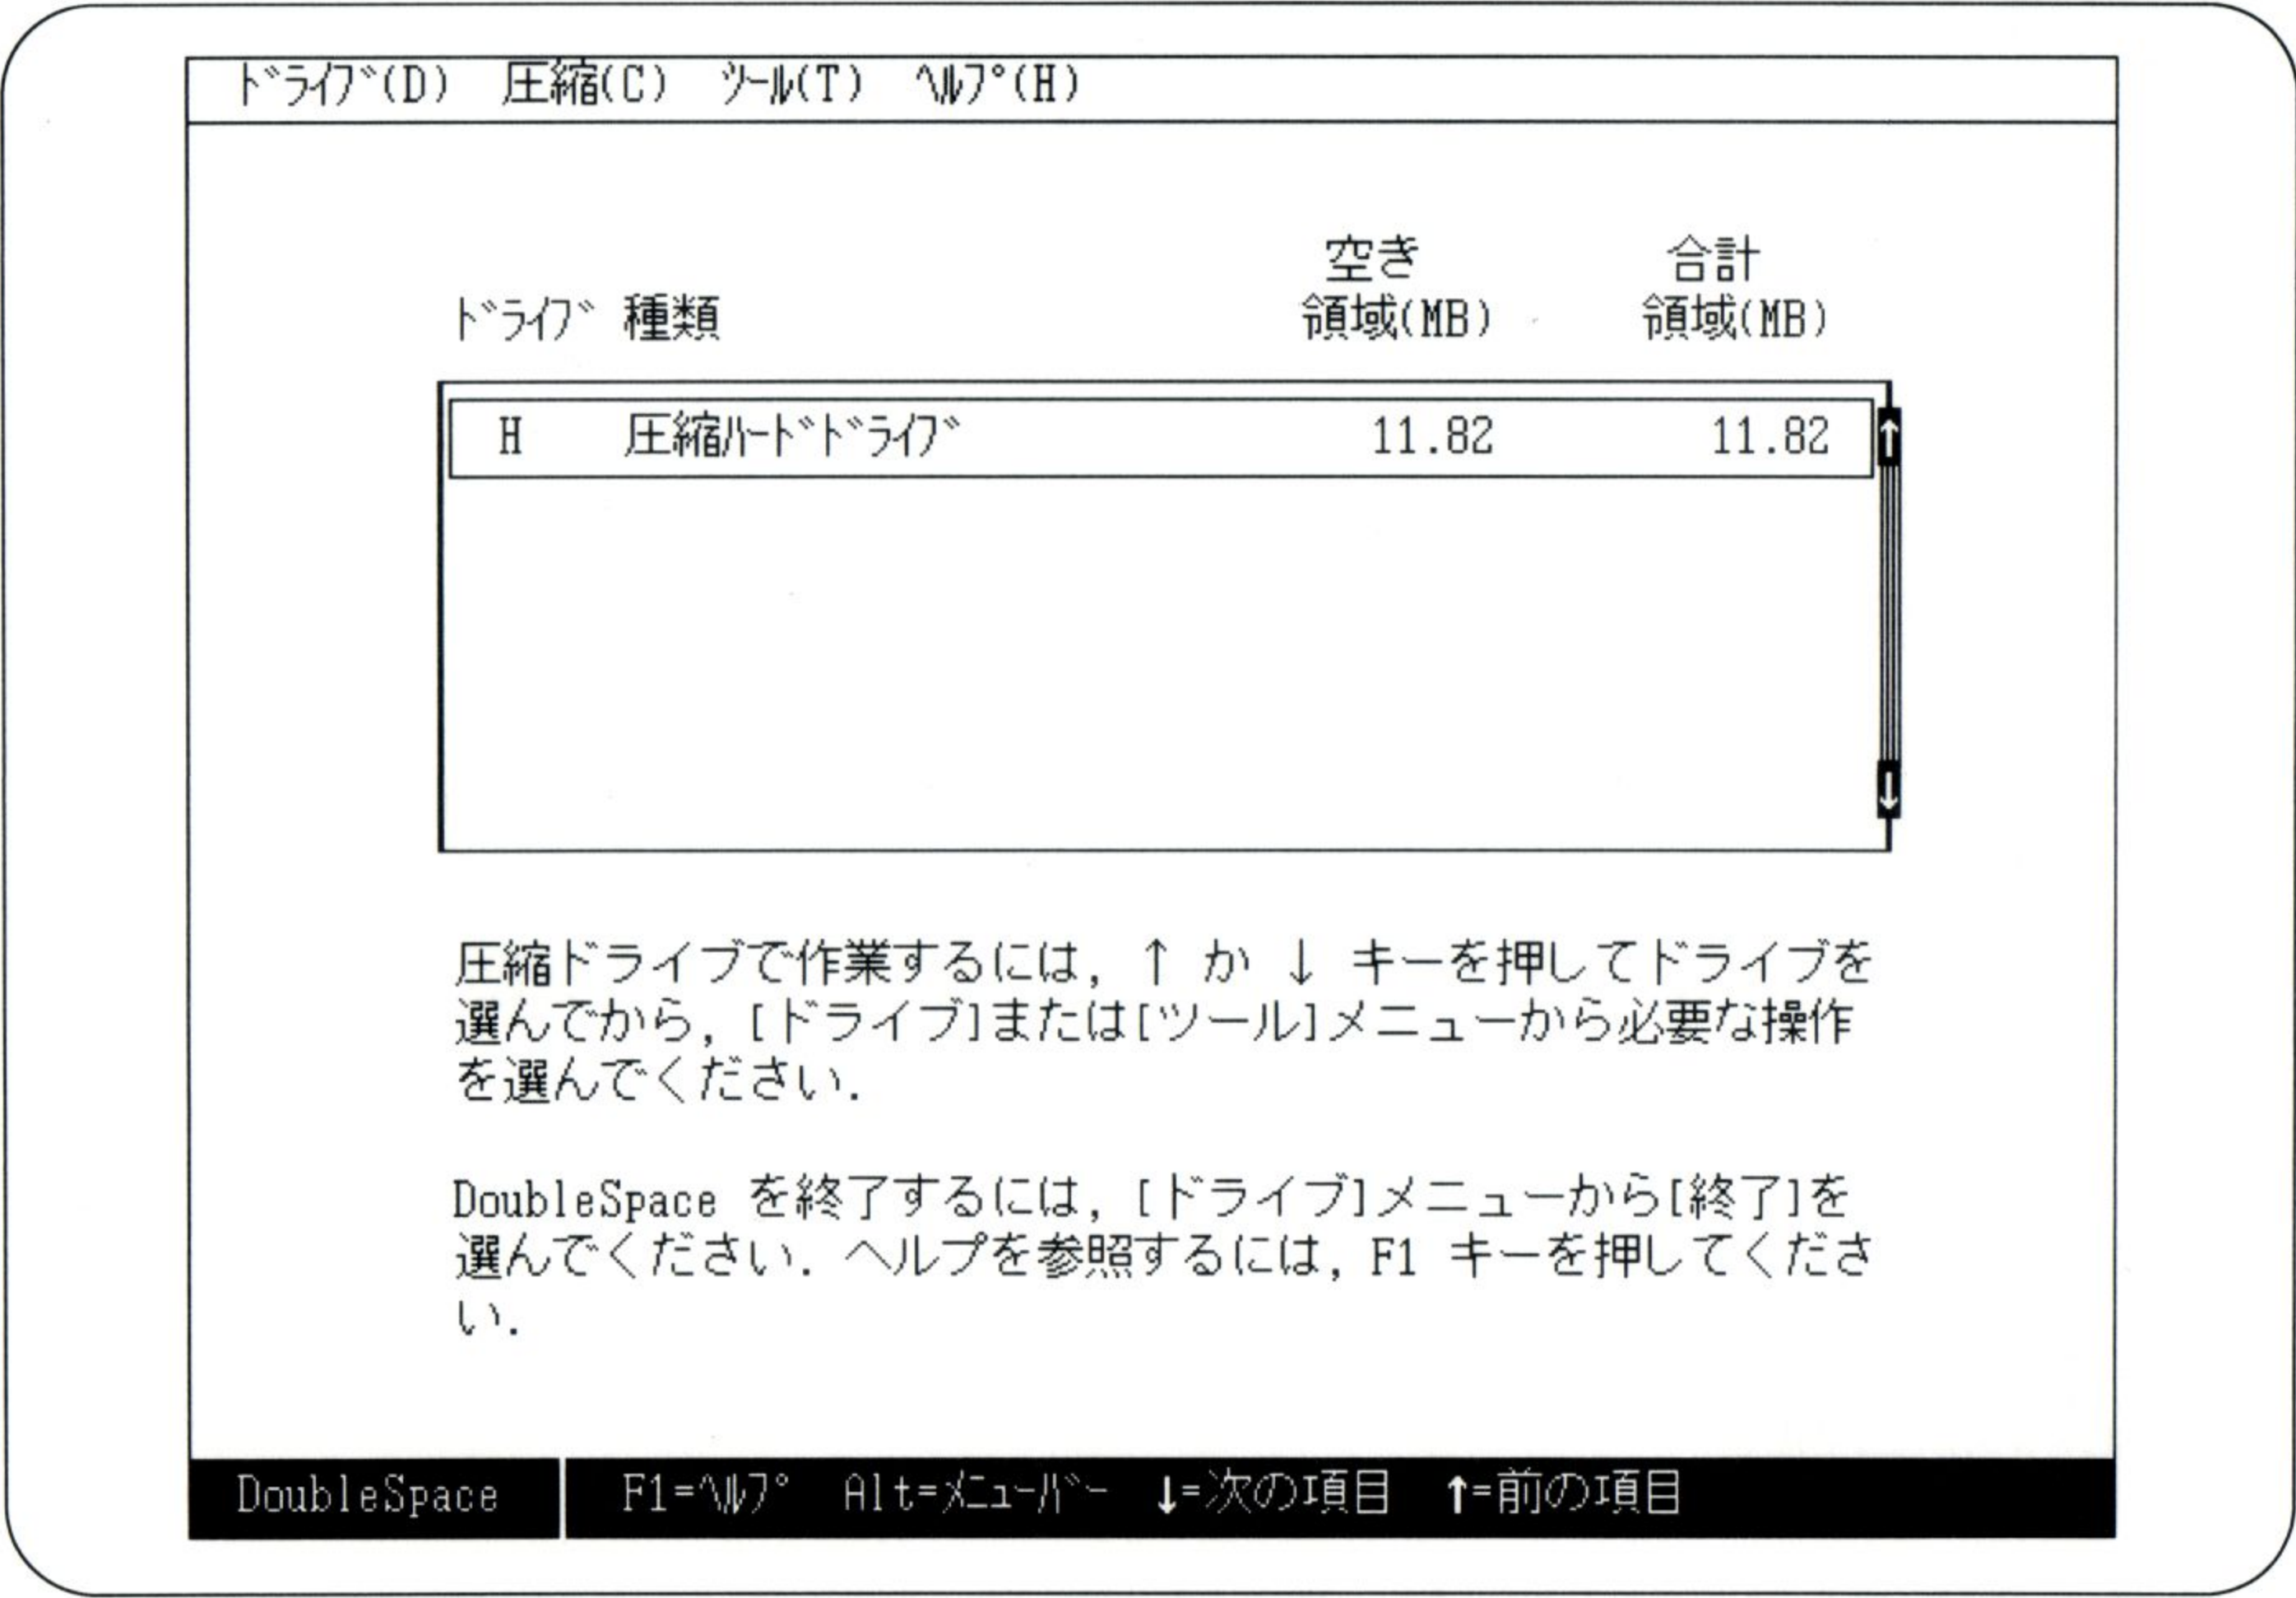 ﾄﾞﾗｲﾌﾞ(D) 圧縮(C) ﾂｰﾙ(T) ﾍﾙﾌﾟ(H)
空き 合計
ﾄﾞﾗｲﾌﾞ 種類 領域(MB) 領域(MB)
H 圧縮ﾊｰﾄﾞﾄﾞﾗｲﾌﾞ 11.82 11.82 ↑
↓
圧縮ドライブで作業するには, ↑ か ↓ キーを押してドライブを
選んでから, [ドライブ]または[ツール]メニューから必要な操作
を選んでください.
DoubleSpace を終了するには, [ドライブ]メニューから[終了]を
選んでください. ヘルプを参照するには, F1 キーを押してくださ
い.
DoubleSpace F1=ﾍﾙﾌﾟ Alt=ﾒﾆｭｰﾊﾞｰ ↓=次の項目 ↑=前の項目